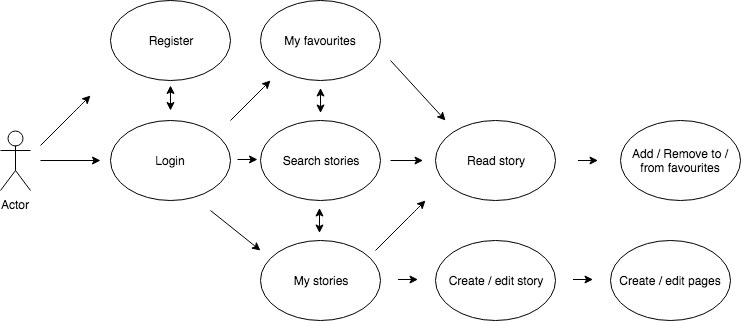 Register
My favourites
Login
Search stories
Read story
Add / Remove to /
from favourites
Actor
My stories
Create / edit story
Create / edit pages